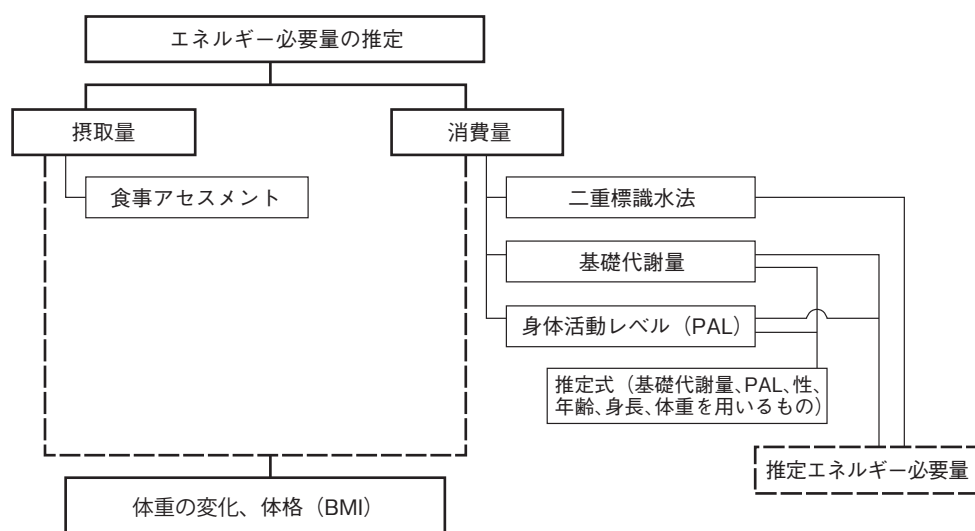 エネルギー必要量の推定
摂取量
消費量
食事アセスメント
二重標識水法
基礎代謝量
身体活動レベル（PAL）
推定式（基礎代謝量、PAL、性、
年齢、身長、体重を用いるもの）
推定エネルギー必要量
体重の変化、体格（BMI）